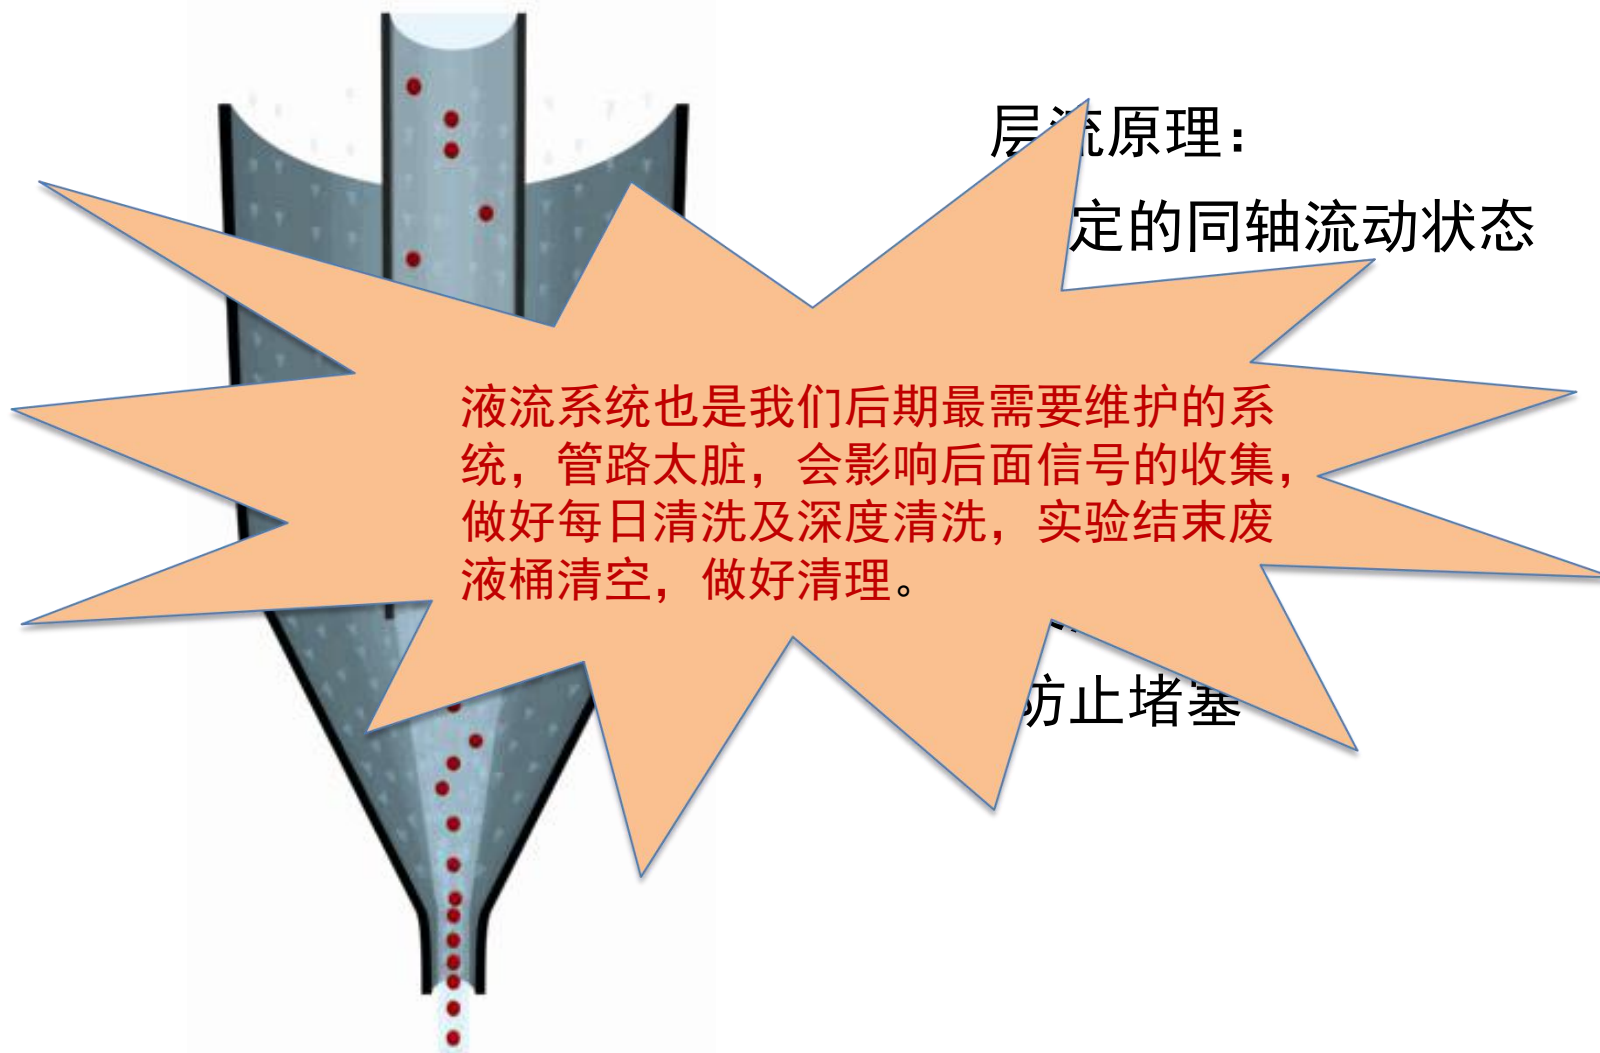 层流原理：
定的同轴流动状态
液流系统也是我们后期最需要维护的系
统，管路太脏，会影响后面信号的收集，
做好每日清洗及深度清洗，实验结束废
液桶清空，做好清理。
防止堵塞